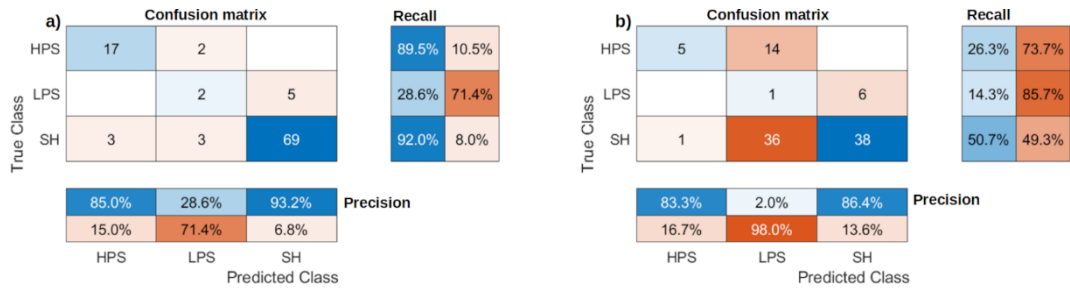 a)
Confusion matrix
Recall
True Class
HPS
17
2
89.5%
10.5%
LPS
2
5
28.6%
71.4%
SH
3
3
69
92.0%
8.0%
85.0%
28.6%
93.2%
Precision
15.0%
71.4%
6.8%
HPS
LPS
SH
Predicted Class
b)
Confusion matrix
Recall
True Class
HPS
5
14
26.3%
73.7%
LPS
1
6
14.3%
85.7%
SH
1
36
38
50.7%
49.3%
83.3%
2.0%
86.4%
Precision
16.7%
98.0%
13.6%
HPS
LPS
SH
Predicted Class